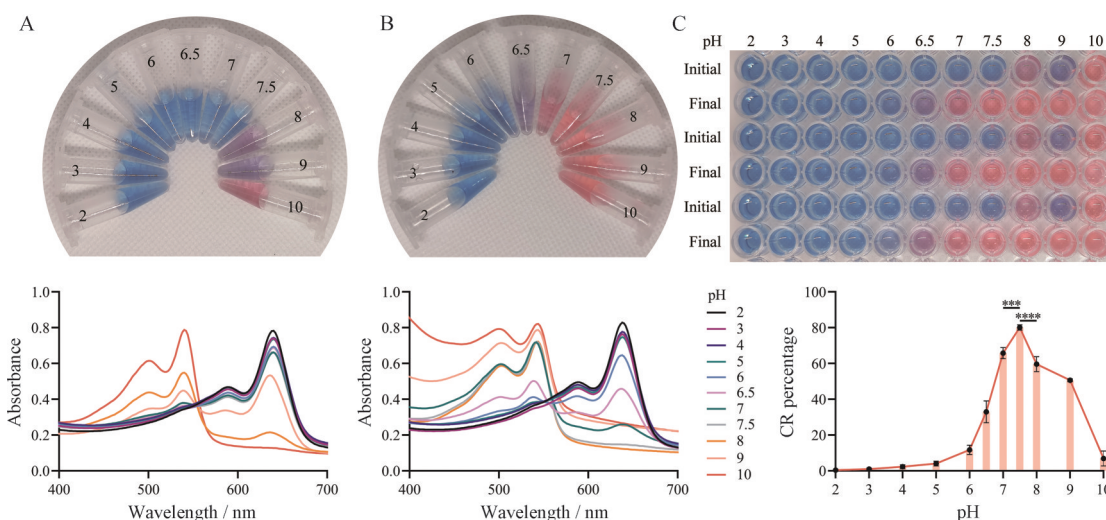 A
2
3
4
5
6
6.5
7
7.5
8
9
10
B
2
3
4
5
6
6.5
7
7.5
8
9
10
C
pH 2 3 4 5 6 6.5 7 7.5 8 9 10
Initial
Final
Initial
Final
Initial
Final
Absorbance
1.0
0.8
0.6
0.4
0.2
0.0
400 500 600 700
Wavelength / nm
Absorbance
1.0
0.8
0.6
0.4
0.2
0.0
400 500 600 700
Wavelength / nm
pH
2
3
4
5
6
6.5
7
7.5
8
9
10
CR percentage
100
80
60
40
20
0
*** 
****
2 3 4 5 6 7 8 9 10
pH